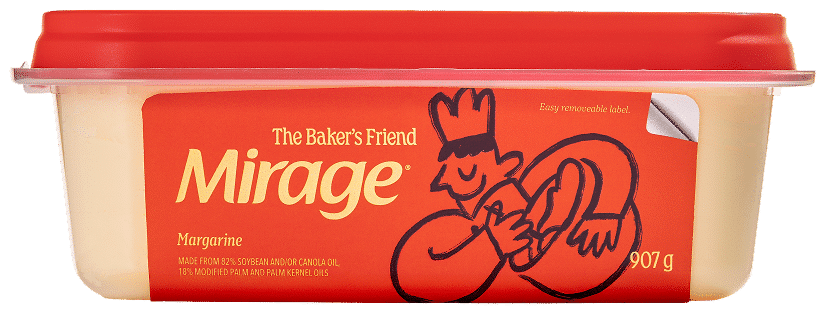 Easy removeable label.
The Baker's Friend
Mirage®
Margarine
MADE FROM 82% SOYBEAN AND/OR CANOLA OIL,
18% MODIFIED PALM AND PALM KERNEL OILS
907 g